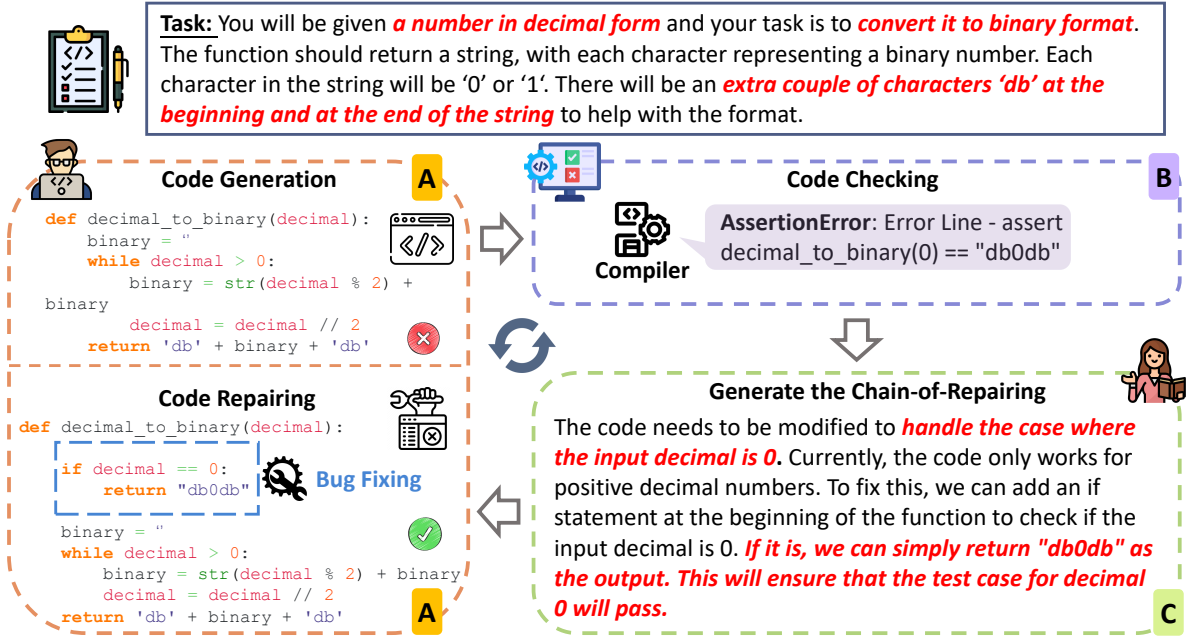 Task: You will be given a number in decimal form and your task is to convert it to binary format.
The function should return a string, with each character representing a binary number. Each
character in the string will be ‘0’ or ‘1‘. There will be an extra couple of characters ‘db’ at the
beginning and at the end of the string to help with the format.
Code Generation
A
def decimal_to_binary(decimal):
    binary = ‘’
    while decimal > 0:
        binary = str(decimal % 2) +
binary
        decimal = decimal // 2
    return 'db' + binary + 'db'
Code Checking
B
Compiler
AssertionError: Error Line - assert
decimal_to_binary(0) == "db0db"
Generate the Chain-of-Repairing
The code needs to be modified to handle the case where
the input decimal is 0. Currently, the code only works for
positive decimal numbers. To fix this, we can add an if
statement at the beginning of the function to check if the
input decimal is 0. If it is, we can simply return "db0db" as
the output. This will ensure that the test case for decimal
0 will pass.
C
Code Repairing
def decimal_to_binary(decimal):
    if decimal == 0:
        return "db0db"
Bug Fixing
    binary = ‘’
    while decimal > 0:
        binary = str(decimal % 2) + binary
        decimal = decimal // 2
    return 'db' + binary + 'db'
A